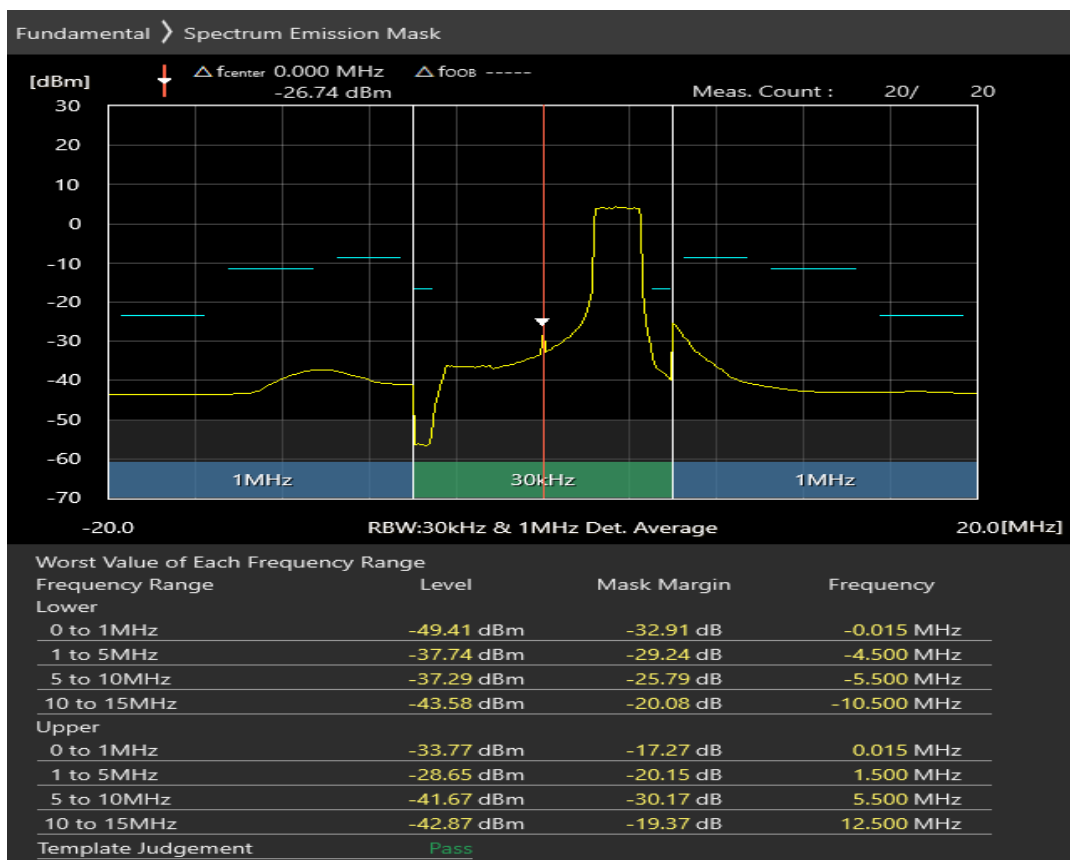 Fundamental ❯ Spectrum Emission Mask
[dBm] △ fcenter 0.000 MHz △ fOOB -----
-26.74 dBm Meas. Count : 20/ 20
30
20
10
0
-10
-20
-30
-40
-50
-60
1MHz 30kHz 1MHz
-70
-20.0 RBW:30kHz & 1MHz Det. Average 20.0[MHz]
Worst Value of Each Frequency Range
Frequency Range Level Mask Margin Frequency
Lower
0 to 1MHz -49.41 dBm -32.91 dB -0.015 MHz
1 to 5MHz -37.74 dBm -29.24 dB -4.500 MHz
5 to 10MHz -37.29 dBm -25.79 dB -5.500 MHz
10 to 15MHz -43.58 dBm -20.08 dB -10.500 MHz
Upper
0 to 1MHz -33.77 dBm -17.27 dB 0.015 MHz
1 to 5MHz -28.65 dBm -20.15 dB 1.500 MHz
5 to 10MHz -41.67 dBm -30.17 dB 5.500 MHz
10 to 15MHz -42.87 dBm -19.37 dB 12.500 MHz
Template Judgement Pass